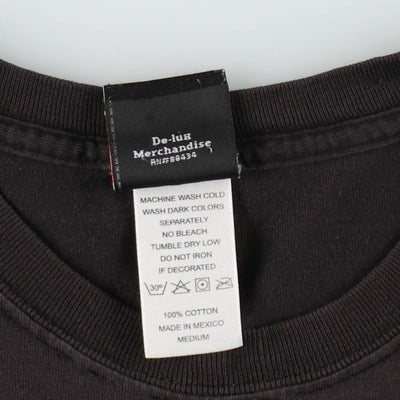 De-lux
Merchandise
RN#88434
MACHINE WASH COLD
WASH DARK COLORS
SEPARATELY
NO BLEACH
TUMBLE DRY LOW
DO NOT IRON
IF DECORATED
30°
100% COTTON
MADE IN MEXICO
MEDIUM